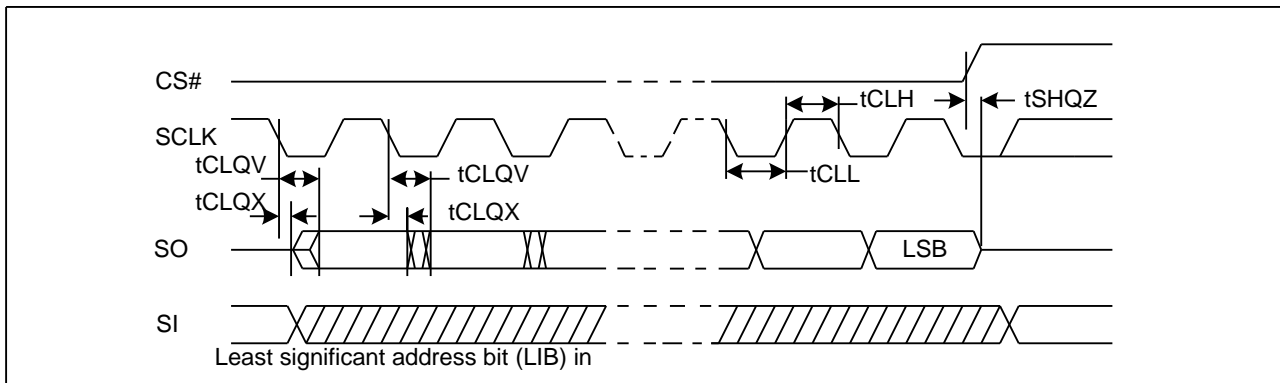 CS#
tCLH
tSHQZ
SCLK
tCLQV
tCLQV
tCLL
tCLQX
tCLQX
SO
LSB
SI
Least significant address bit (LIB) in